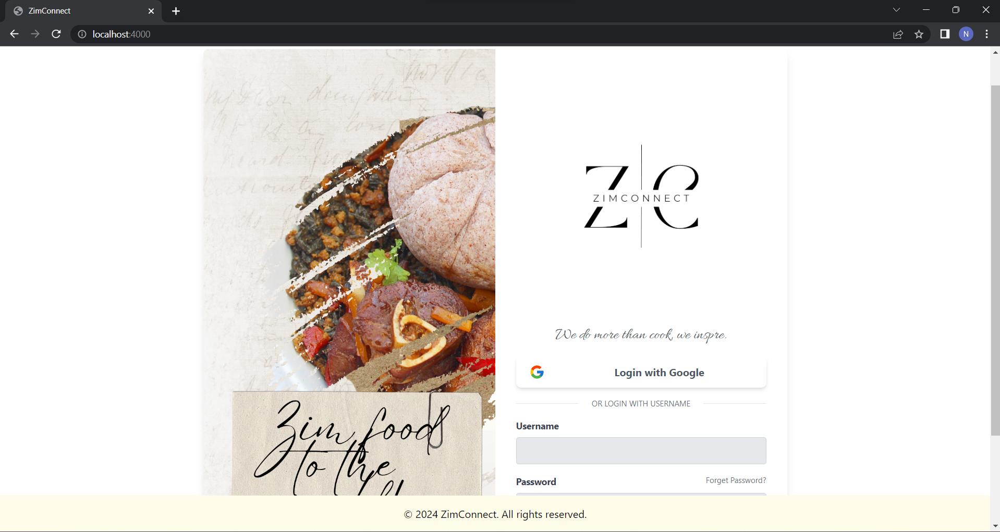 ZimConnect
localhost:4000
N
ZIMCONNECT
We do more than cook, we inspre.
Login with Google
OR LOGIN WITH USERNAME
Username
Password
Forget Password?
Zim food
to the
© 2024 ZimConnect. All rights reserved.